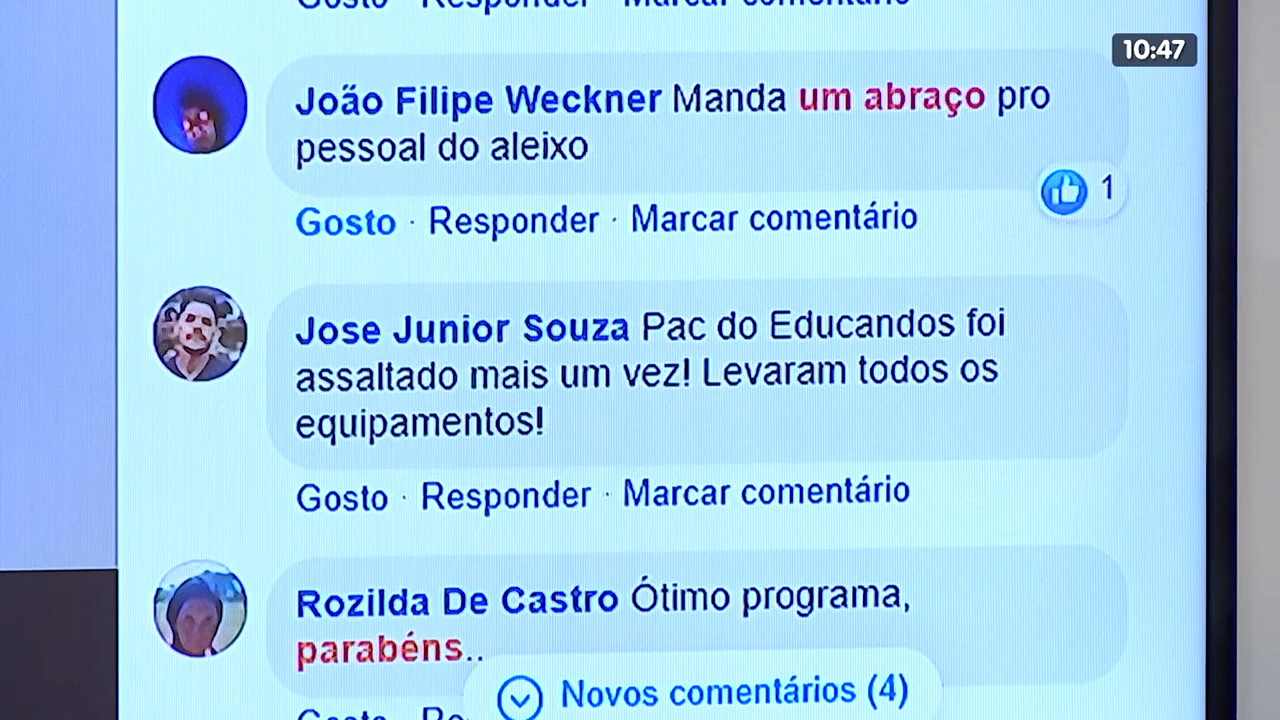 Gosto · Responder · Marcar comentário
10:47
João Filipe Weckner Manda um abraço pro
pessoal do aleixo
1
Gosto · Responder · Marcar comentário
Jose Junior Souza Pac do Educandos foi
assaltado mais um vez! Levaram todos os
equipamentos!
Gosto · Responder · Marcar comentário
Rozilda De Castro Ótimo programa,
parabéns..
Novos comentários (4)
Gosto